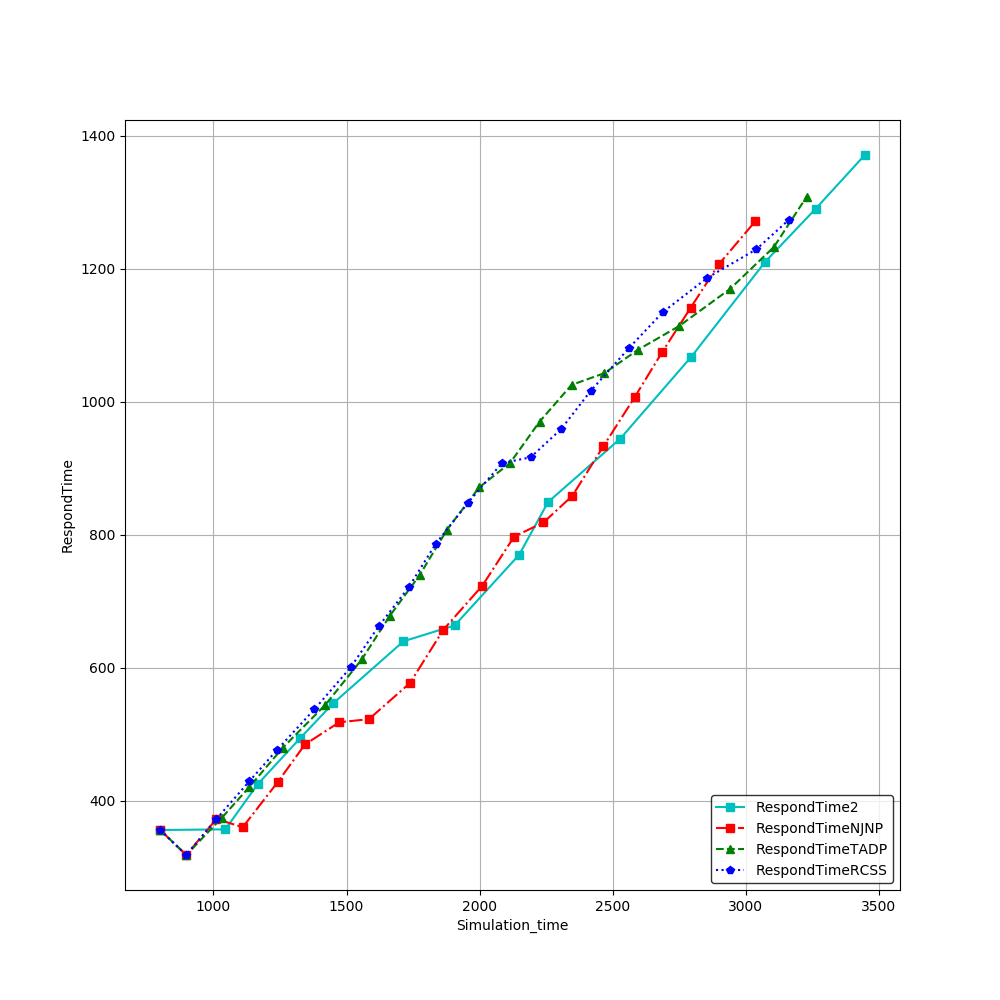 1400
1200
1000
800
600
400
RespondTime
1000
1500
2000
2500
3000
3500
Simulation_time
RespondTime2
RespondTimeNJNP
RespondTimeTADP
RespondTimeRCSS